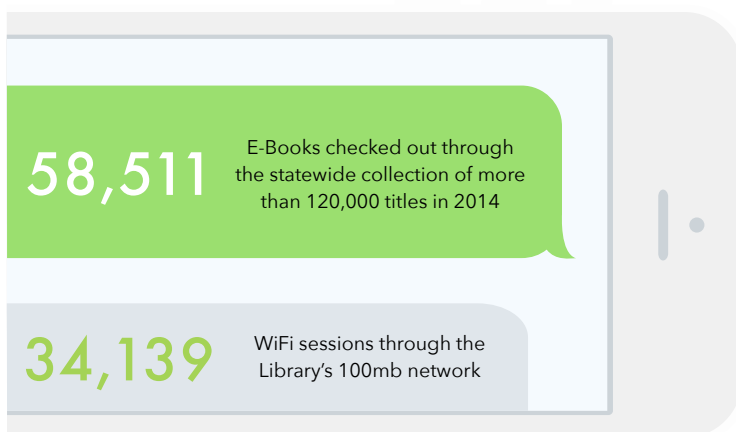 58,511
E-Books checked out through
the statewide collection of more
than 120,000 titles in 2014
34,139
WiFi sessions through the
Library’s 100mb network